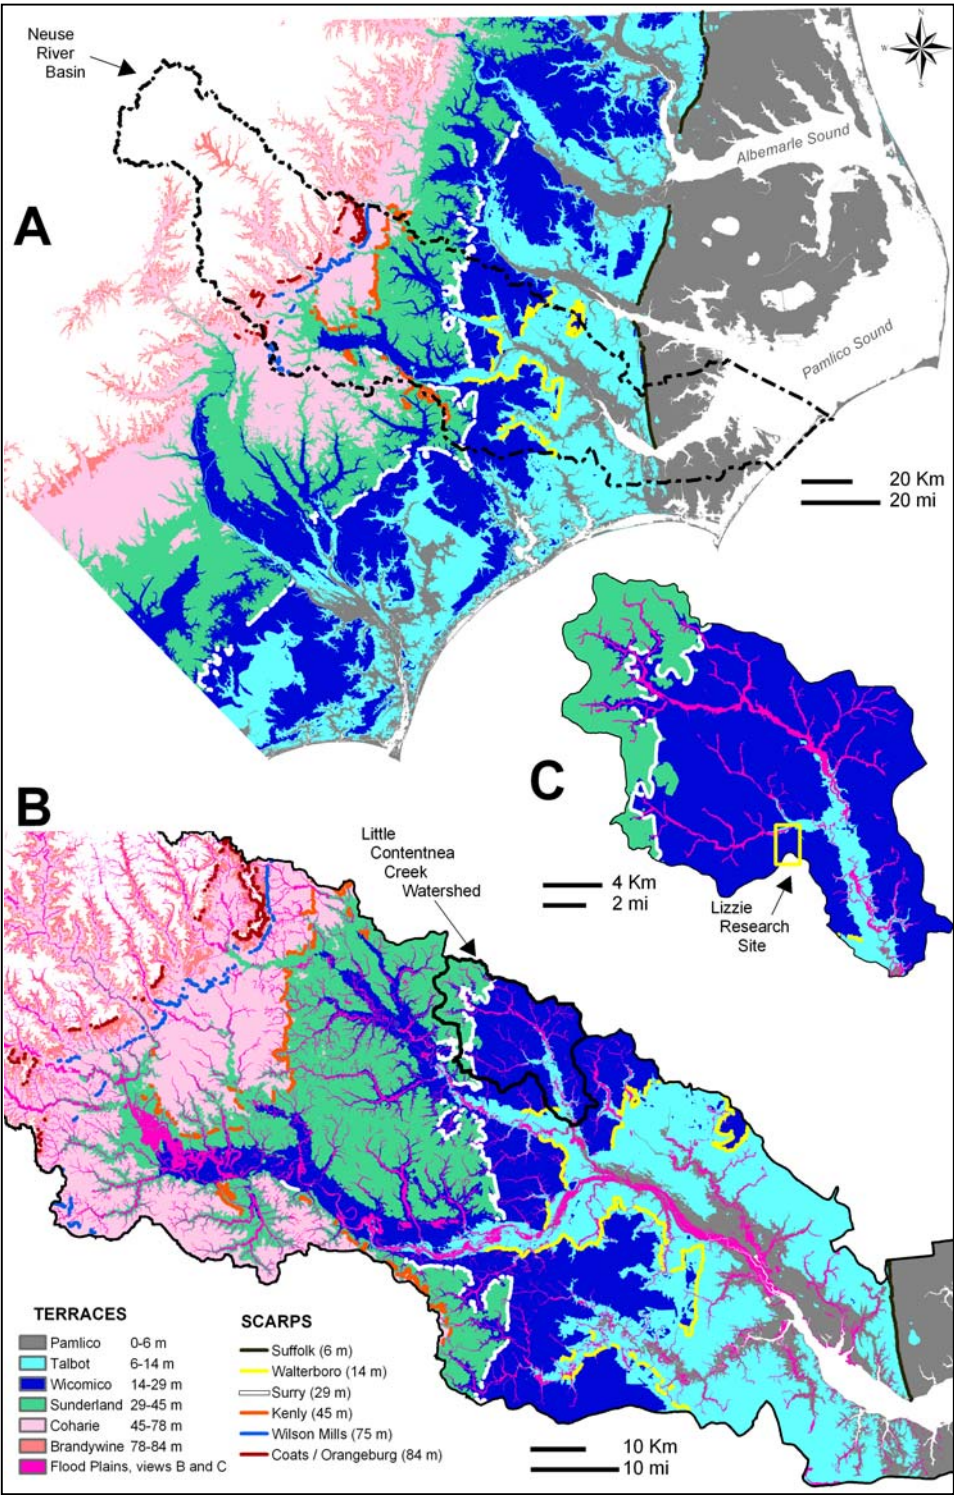 Neuse
River
Basin
N
W
S
A
Albemarle Sound
Pamlico Sound
20 Km
20 mi
C
4 Km
2 mi
Lizzie
Research
Site
B
Little
Contentnea
Creek
Watershed
TERRACES
Pamlico 0-6 m
Talbot 6-14 m
Wicomico 14-29 m
Sunderland 29-45 m
Coharie 45-78 m
Brandywine 78-84 m
Flood Plains, views B and C
SCARPS
Suffolk (6 m)
Walterboro (14 m)
Surry (29 m)
Kenly (45 m)
Wilson Mills (75 m)
Coats / Orangeburg (84 m)
10 Km
10 mi